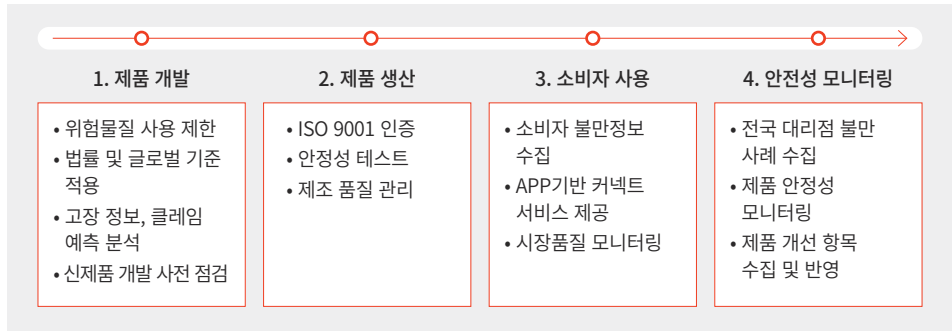 1. 제품 개발
• 위험물질 사용 제한
• 법률 및 글로벌 기준
적용
• 고장 정보, 클레임
예측 분석
• 신제품 개발 사전 점검
2. 제품 생산
• ISO 9001 인증
• 안정성 테스트
• 제조 품질 관리
3. 소비자 사용
• 소비자 불만정보
수집
• APP기반 커넥트
서비스 제공
• 시장품질 모니터링
4. 안전성 모니터링
• 전국 대리점 불만
사례 수집
• 제품 안정성
모니터링
• 제품 개선 항목
수집 및 반영